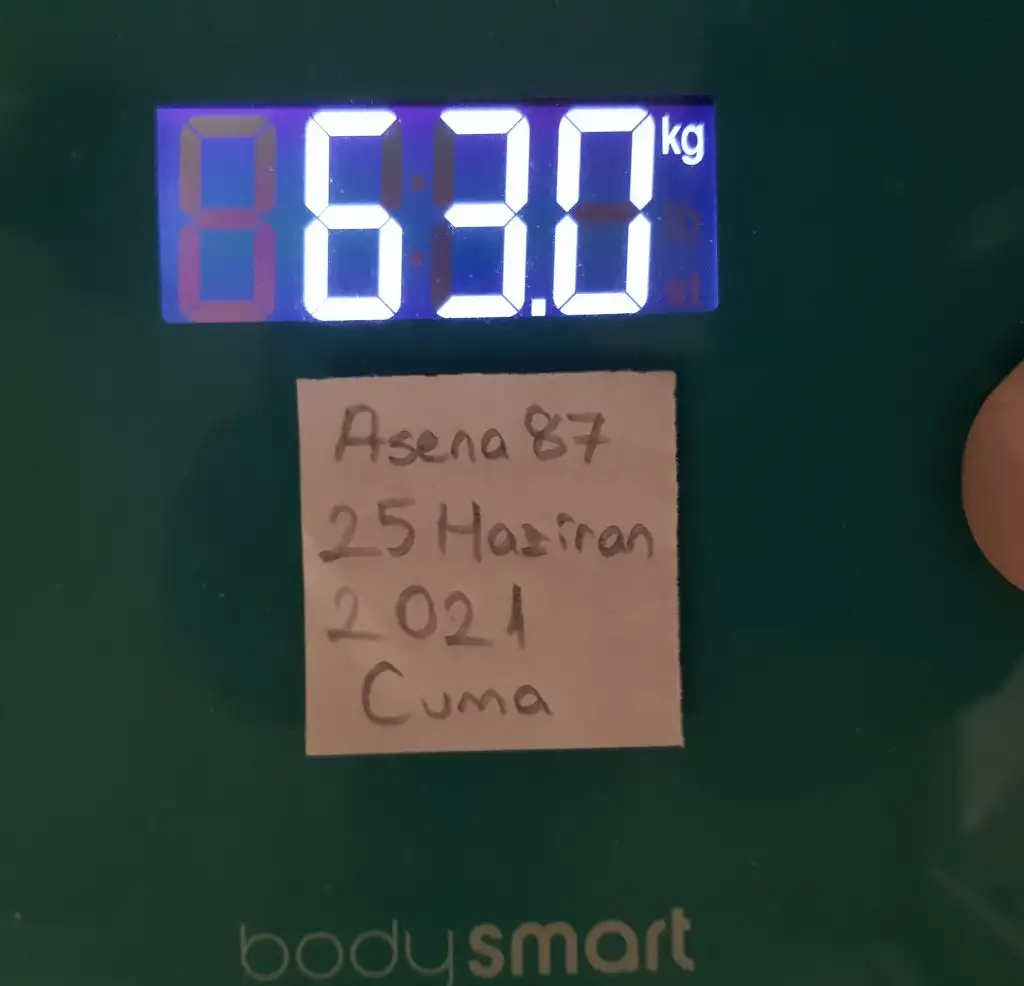 63.0 kg
Asena 87
25 Haziran
2021
Cuma
bodysmart